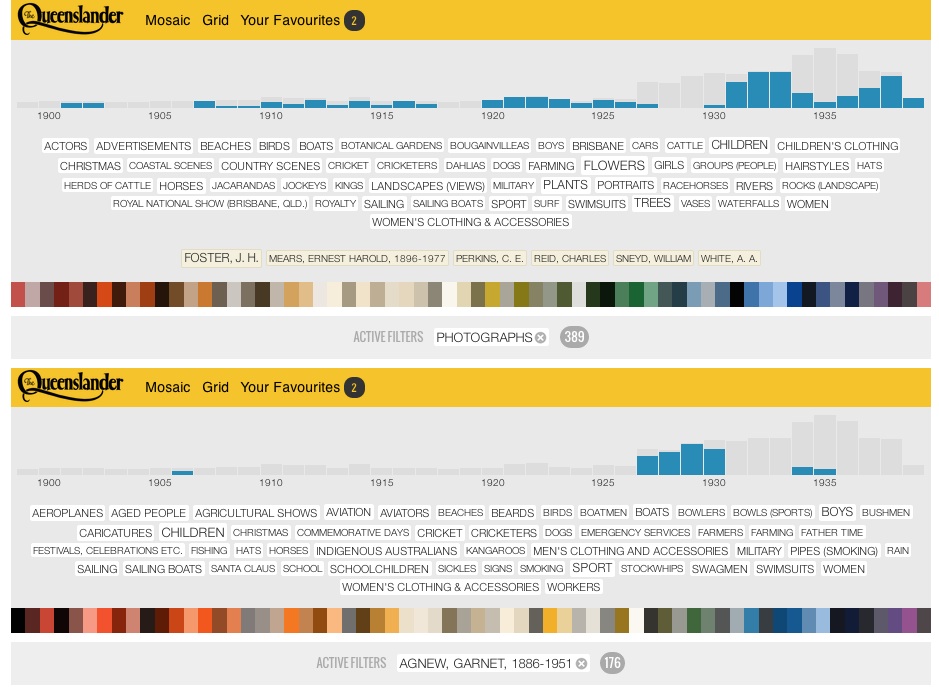 The Queenslander Mosaic Grid Your Favourites 2
1900 1905 1910 1915 1920 1925 1930 1935
ACTORS ADVERTISEMENTS BEACHES BIRDS BOATS BOTANICAL GARDENS BOUGAINVILLEAS BOYS BRISBANE CARS CATTLE CHILDREN CHILDREN'S CLOTHING
CHRISTMAS COASTAL SCENES COUNTRY SCENES CRICKET CRICKETERS DAHLIAS DOGS FARMING FLOWERS GIRLS GROUPS (PEOPLE) HAIRSTYLES HATS
HERDS OF CATTLE HORSES JACARANDAS JOCKEYS KINGS LANDSCAPES (VIEWS) MILITARY PLANTS PORTRAITS RACEHORSES RIVERS ROCKS (LANDSCAPE)
ROYAL NATIONAL SHOW (BRISBANE, QLD.) ROYALTY SAILING SAILING BOATS SPORT SURF SWIMSUITS TREES VASES WATERFALLS WOMEN
WOMEN'S CLOTHING & ACCESSORIES
FOSTER, J. H. MEARS, ERNEST HAROLD, 1896-1977 PERKINS, C. E. REID, CHARLES SNEYD, WILLIAM WHITE, A. A.
ACTIVE FILTERS PHOTOGRAPHS 389
The Queenslander Mosaic Grid Your Favourites 2
1900 1905 1910 1915 1920 1925 1930 1935
AEROPLANES AGED PEOPLE AGRICULTURAL SHOWS AVIATION AVIATORS BEACHES BEARDS BIRDS BOATMEN BOATS BOWLERS BOWLS (SPORTS) BOYS BUSHMEN
CARICATURES CHILDREN CHRISTMAS COMMEMORATIVE DAYS CRICKET CRICKETERS DOGS EMERGENCY SERVICES FARMERS FARMING FATHER TIME
FESTIVALS, CELEBRATIONS ETC. FISHING HATS HORSES INDIGENOUS AUSTRALIANS KANGAROOS MEN'S CLOTHING AND ACCESSORIES MILITARY PIPES (SMOKING) RAIN
SAILING SAILING BOATS SANTA CLAUS SCHOOL SCHOOLCHILDREN SICKLES SIGNS SMOKING SPORT STOCKWHIPS SWAGMEN SWIMSUITS WOMEN
WOMEN'S CLOTHING & ACCESSORIES WORKERS
ACTIVE FILTERS AGNEW, GARNET, 1886-1951 176